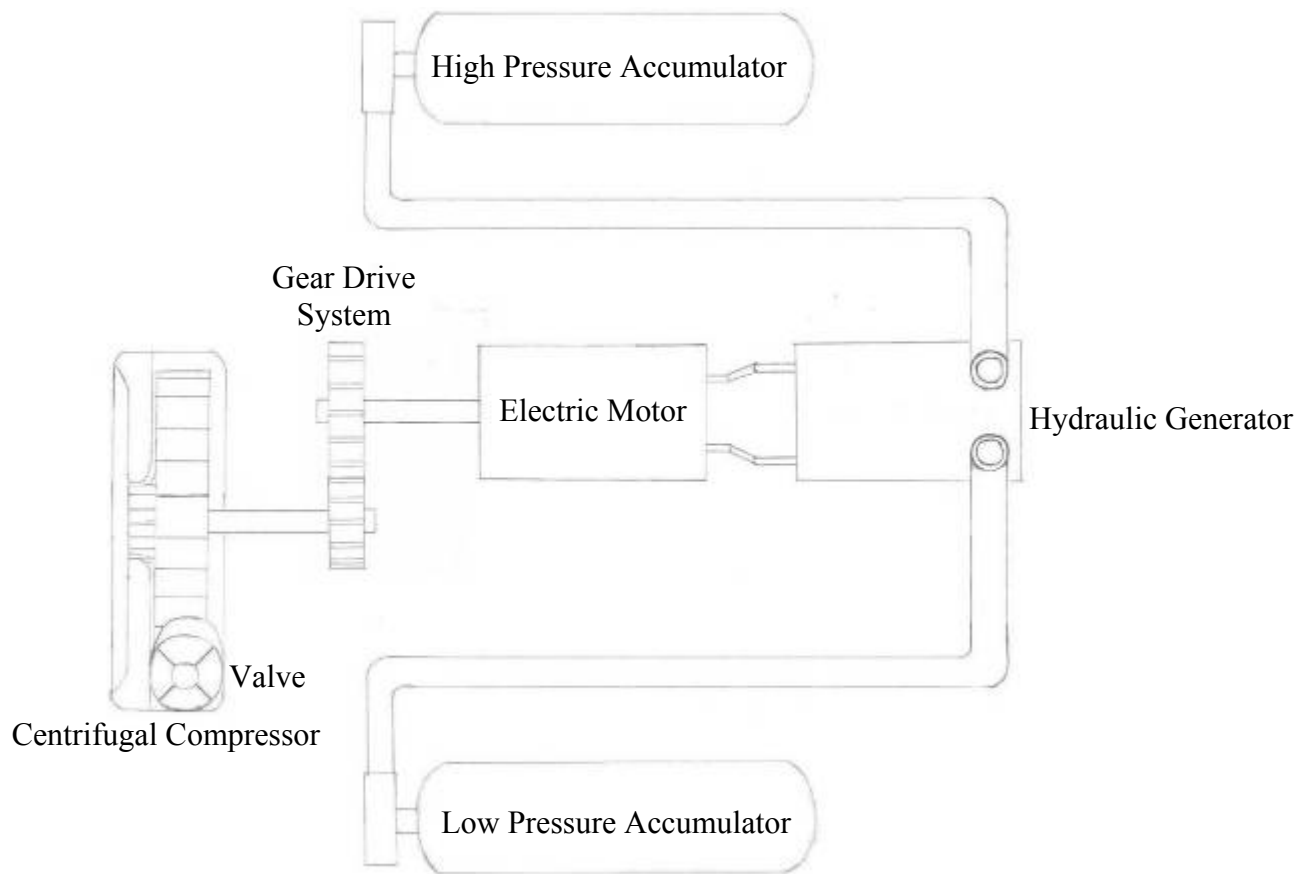 High Pressure Accumulator
Gear Drive
System
Electric Motor
Hydraulic Generator
Valve
Centrifugal Compressor
Low Pressure Accumulator